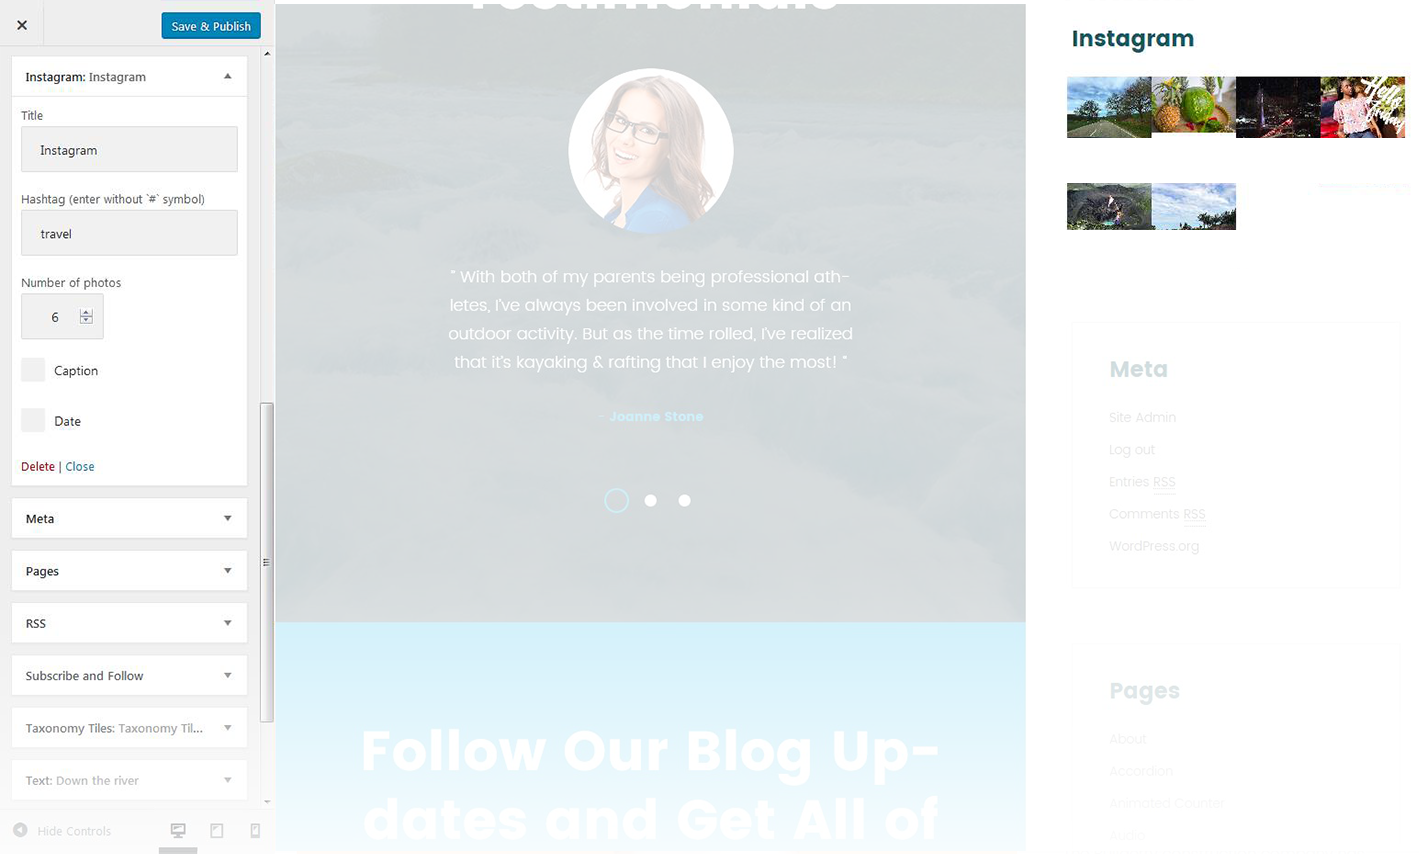 Save & Publish
Instagram: Instagram
Title
Instagram
Hashtag (enter without `#` symbol)
travel
Number of photos
6
Caption
Date
Delete | Close
Meta
Pages
RSS
Subscribe and Follow
Taxonomy Tiles: Taxonomy Til...
Text: Down the river
Hide Controls
Testimonials
" With both of my parents being professional ath-
letes, I've always been involved in some kind of an
outdoor activity. But as the time rolled, I've realized
that it's kayaking & rafting that I enjoy the most! "
Joanne Stone
Follow Our Blog Up-
dates and Get All of
Instagram
Meta
Site Admin
Log out
Entries RSS
Comments RSS
WordPress.org
Pages
About
Accordion
Animated Counter
Audio